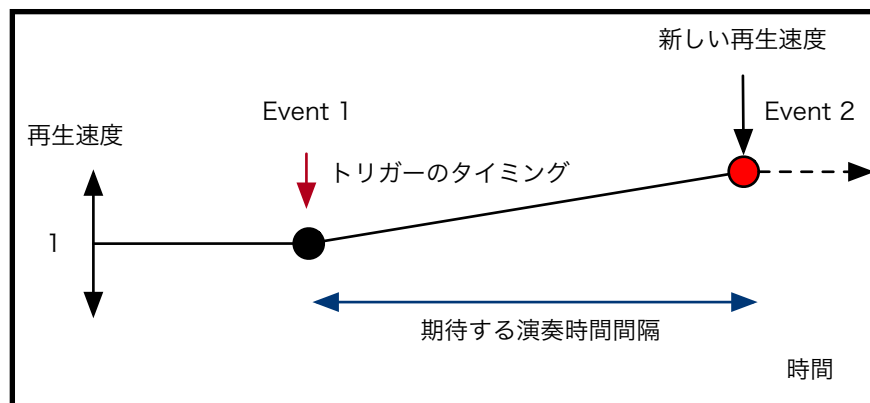 新しい再生速度
Event 1
Event 2
再生速度
トリガーのタイミング
1
期待する演奏時間間隔
時間